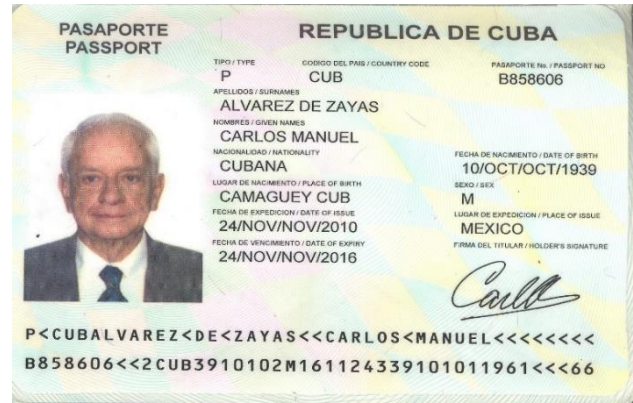 PASAPORTE
PASSPORT
REPUBLICA DE CUBA
TIPO / TYPE CODIGO DEL PAIS / COUNTRY CODE PASAPORTE No. / PASSPORT NO
P CUB B858606
APELLIDOS / SURNAMES
ALVAREZ DE ZAYAS
NOMBRES / GIVEN NAMES
CARLOS MANUEL
NACIONALIDAD / NATIONALITY FECHA DE NACIMIENTO / DATE OF BIRTH
CUBANA 10/OCT/OCT/1939
LUGAR DE NACIMIENTO / PLACE OF BIRTH SEXO / SEX
CAMAGUEY CUB M
FECHA DE EXPEDICION / DATE OF ISSUE LUGAR DE EXPEDICION / PLACE OF ISSUE
24/NOV/NOV/2010 MEXICO
FECHA DE VENCIMIENTO / DATE OF EXPIRY FIRMA DEL TITULAR / HOLDER'S SIGNATURE
24/NOV/NOV/2016
P<CUBALVAREZ<DE<ZAYAS<<CARLOS<MANUEL<<<<<<<<
B858606<<2CUB3910102M16112433910101​1961<<<66